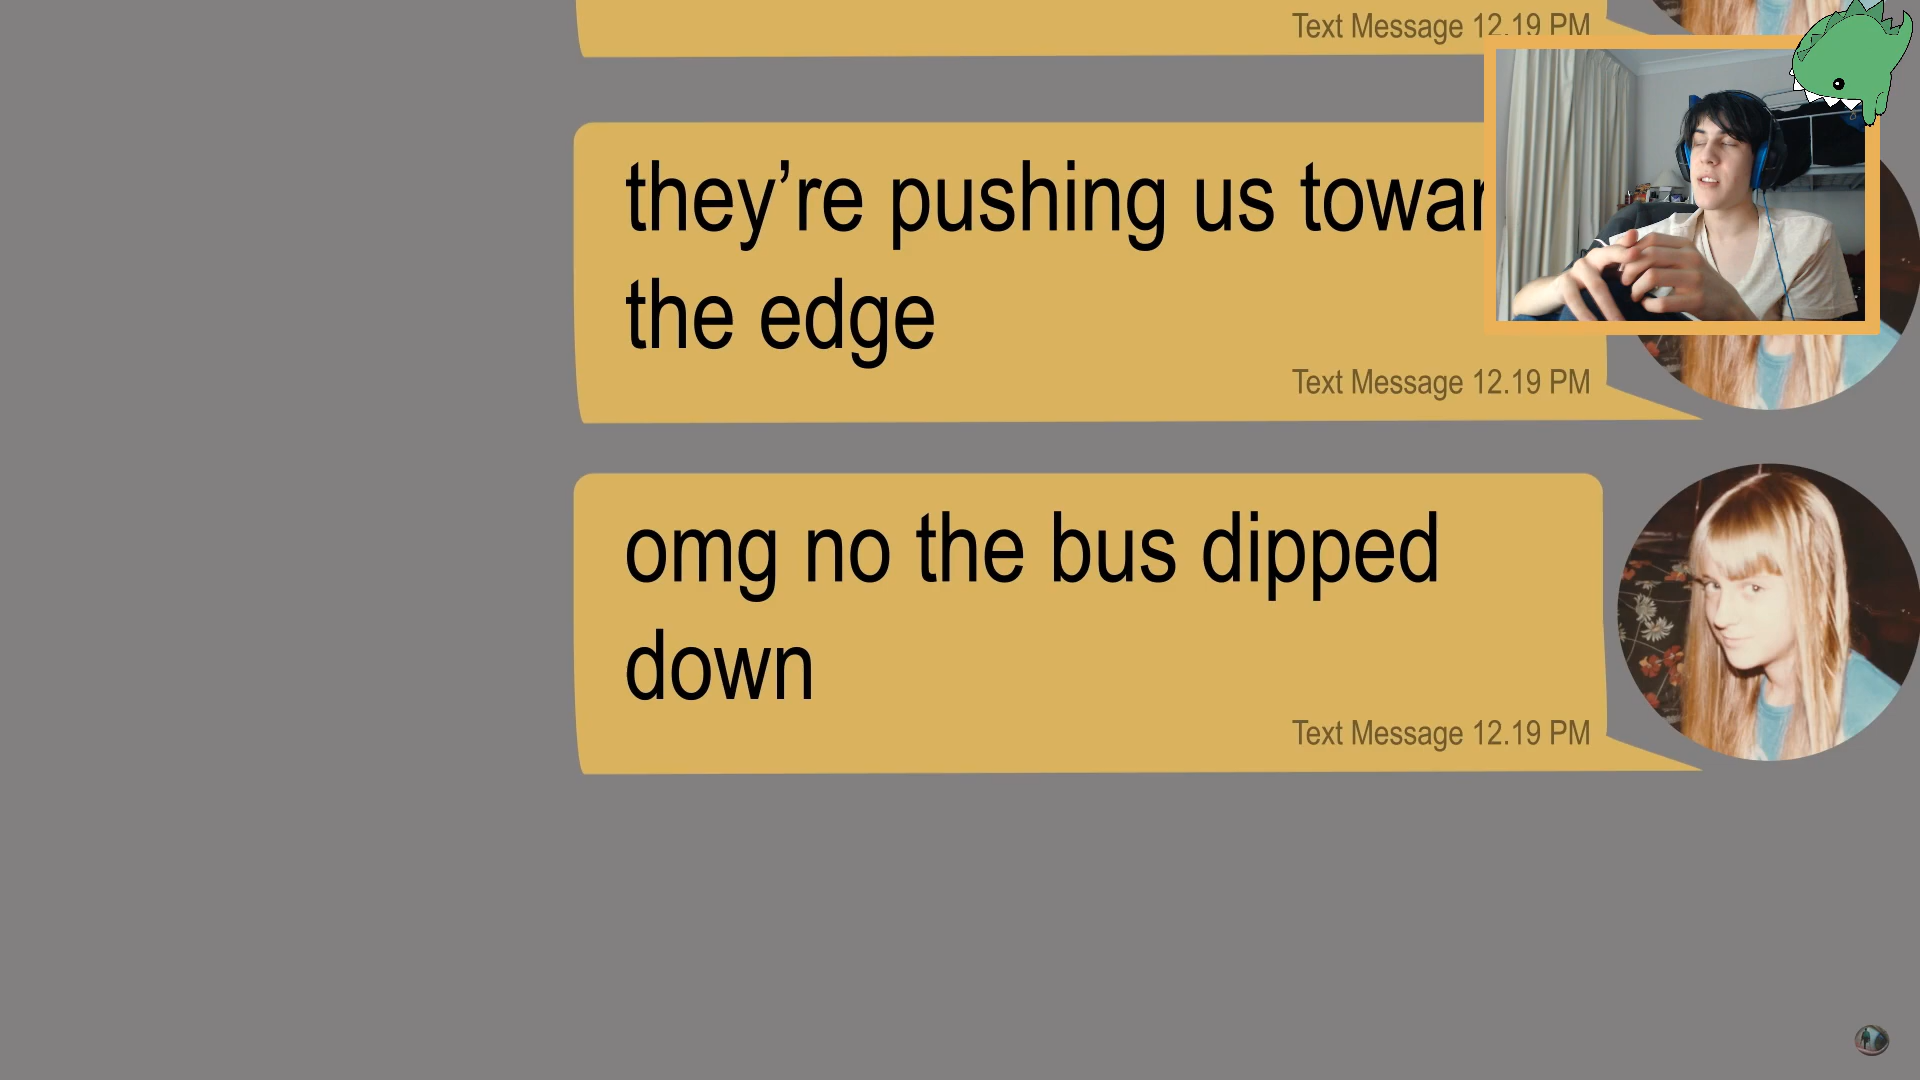 Text Message 12.19 PM
they're pushing us
the edge
Text Message 12.19 PM
omg no the bus dipped
down
Text Message 12.19 PM